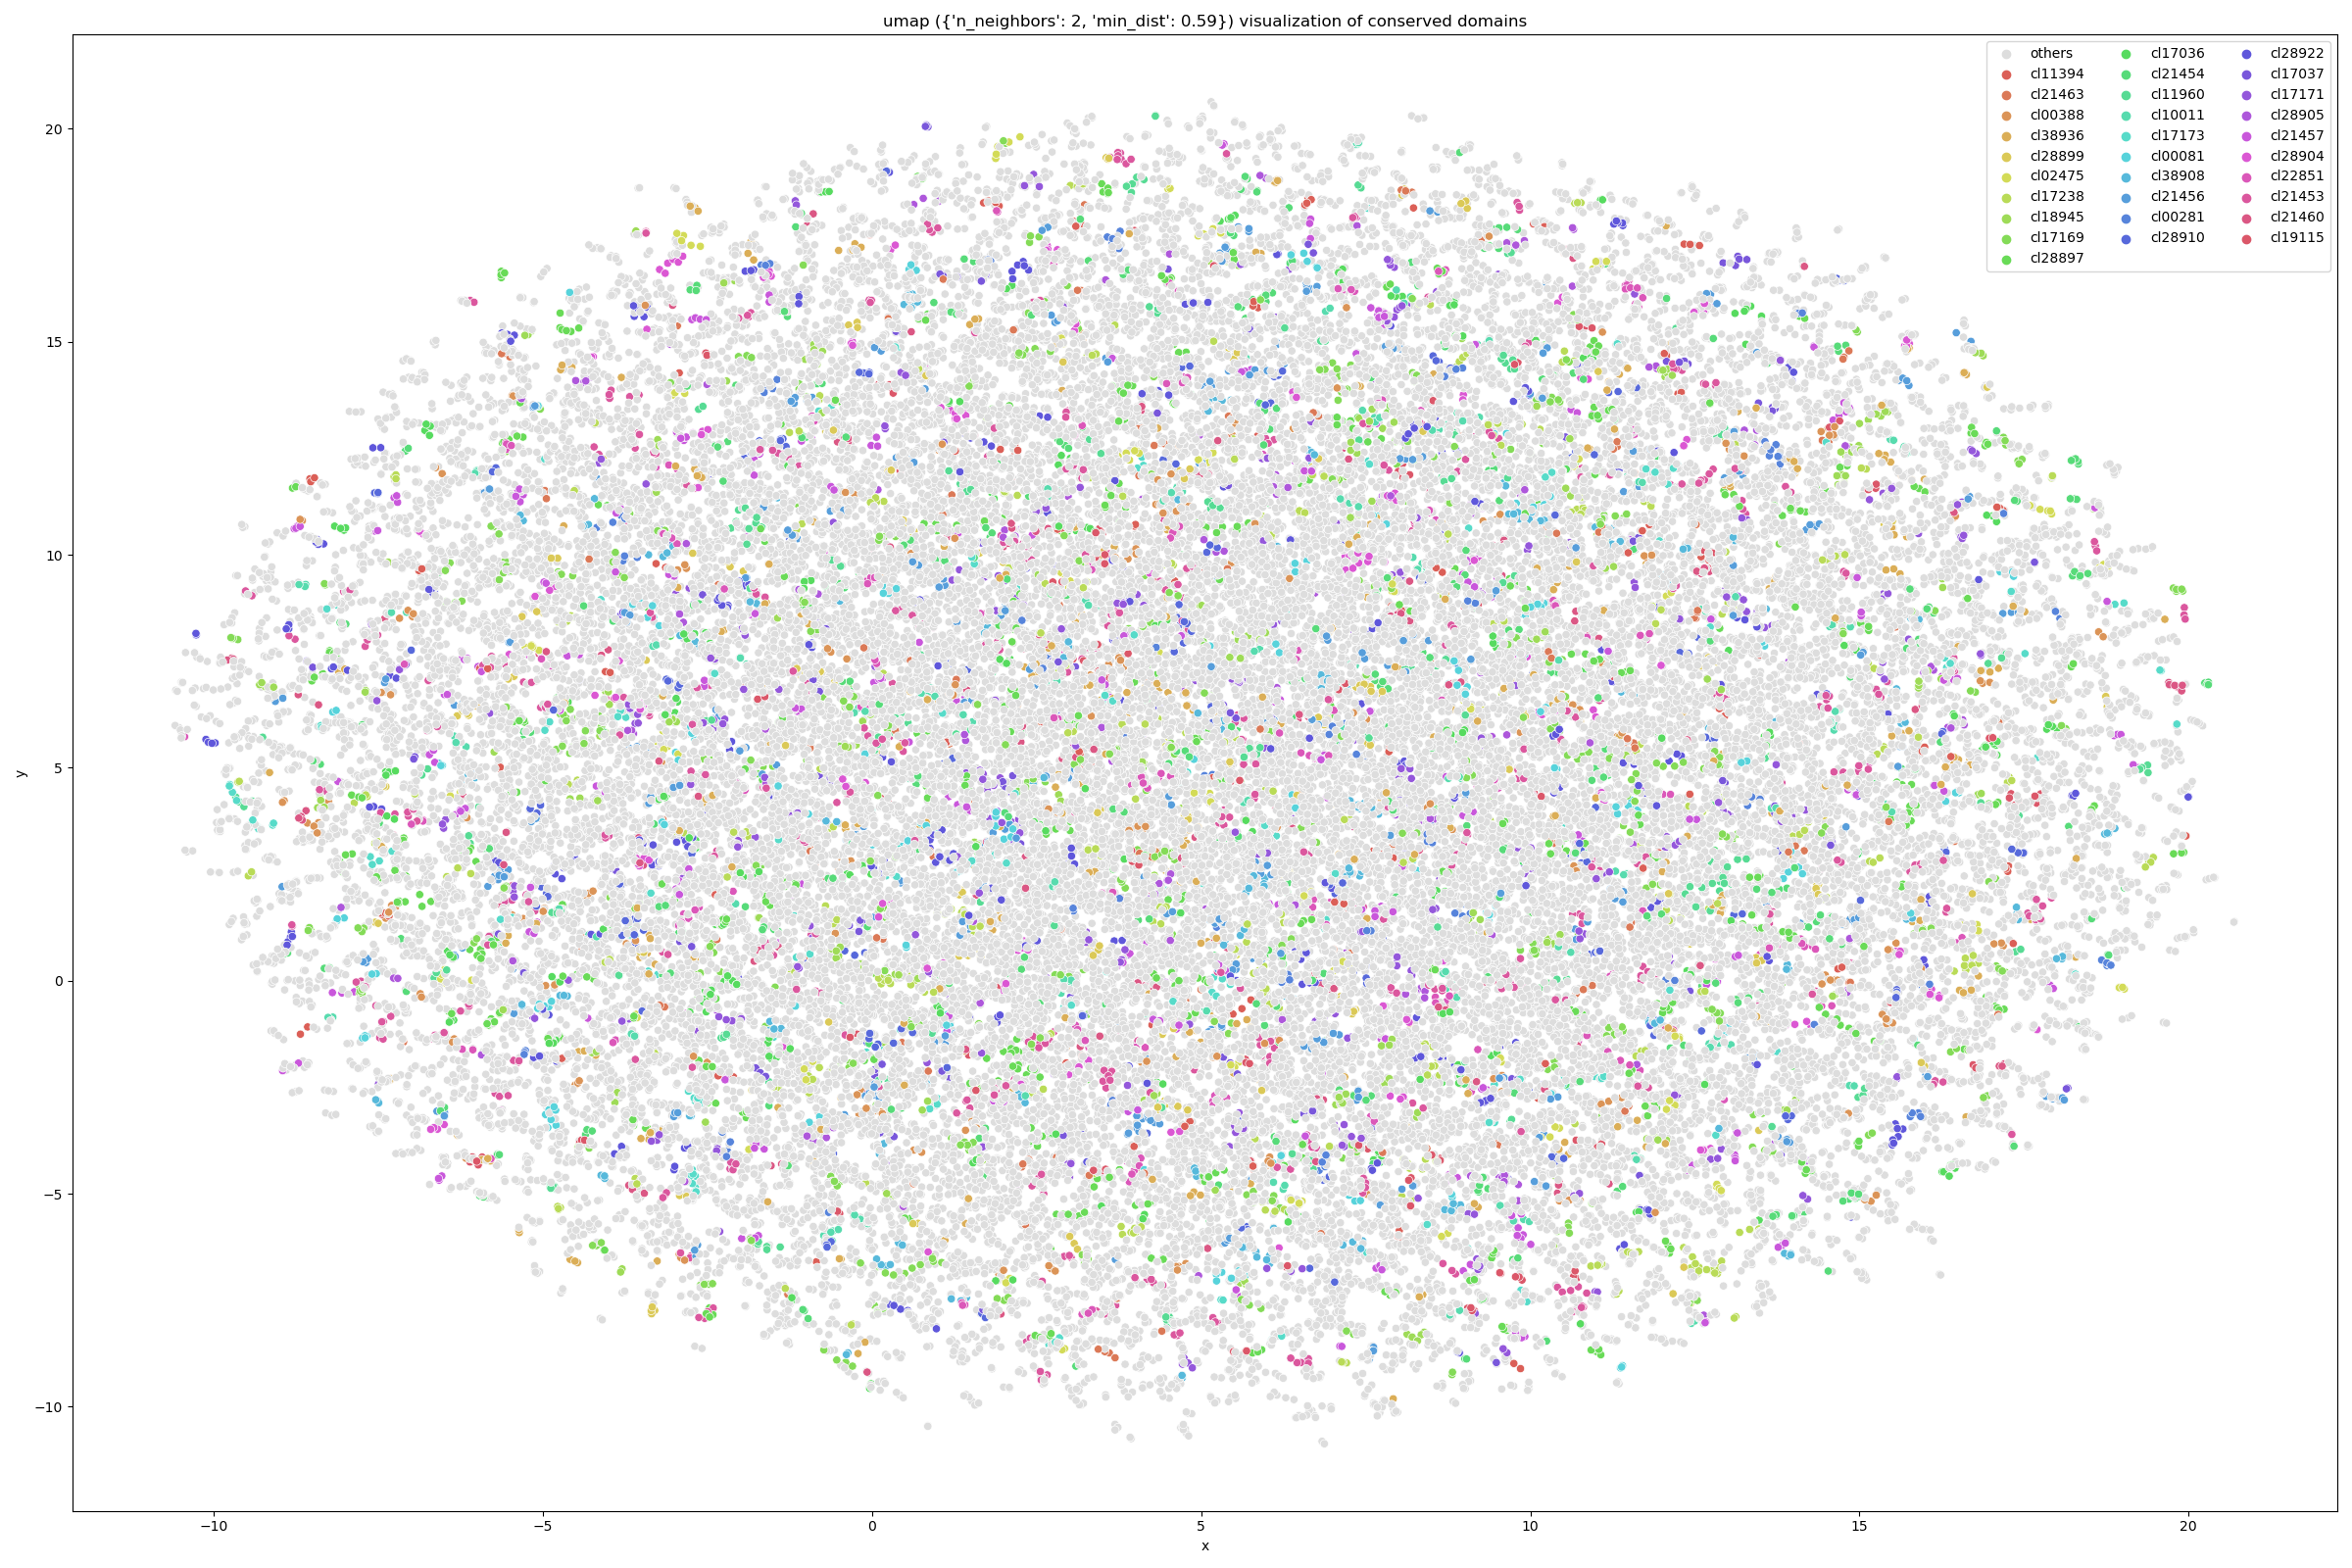 umap ({'n_neighbors': 2, 'min_dist': 0.59}) visualization of conserved domains
others
cl11394
cl21463
cl00388
cl38936
cl28899
cl02475
cl17238
cl18945
cl17169
cl28897
cl17036
cl21454
cl11960
cl10011
cl17173
cl00081
cl38908
cl21456
cl00281
cl28910
cl28922
cl17037
cl17171
cl28905
cl21457
cl28904
cl22851
cl21453
cl21460
cl19115
20
15
10
5
0
−5
−10
y
−10
−5
0
5
10
15
20
x